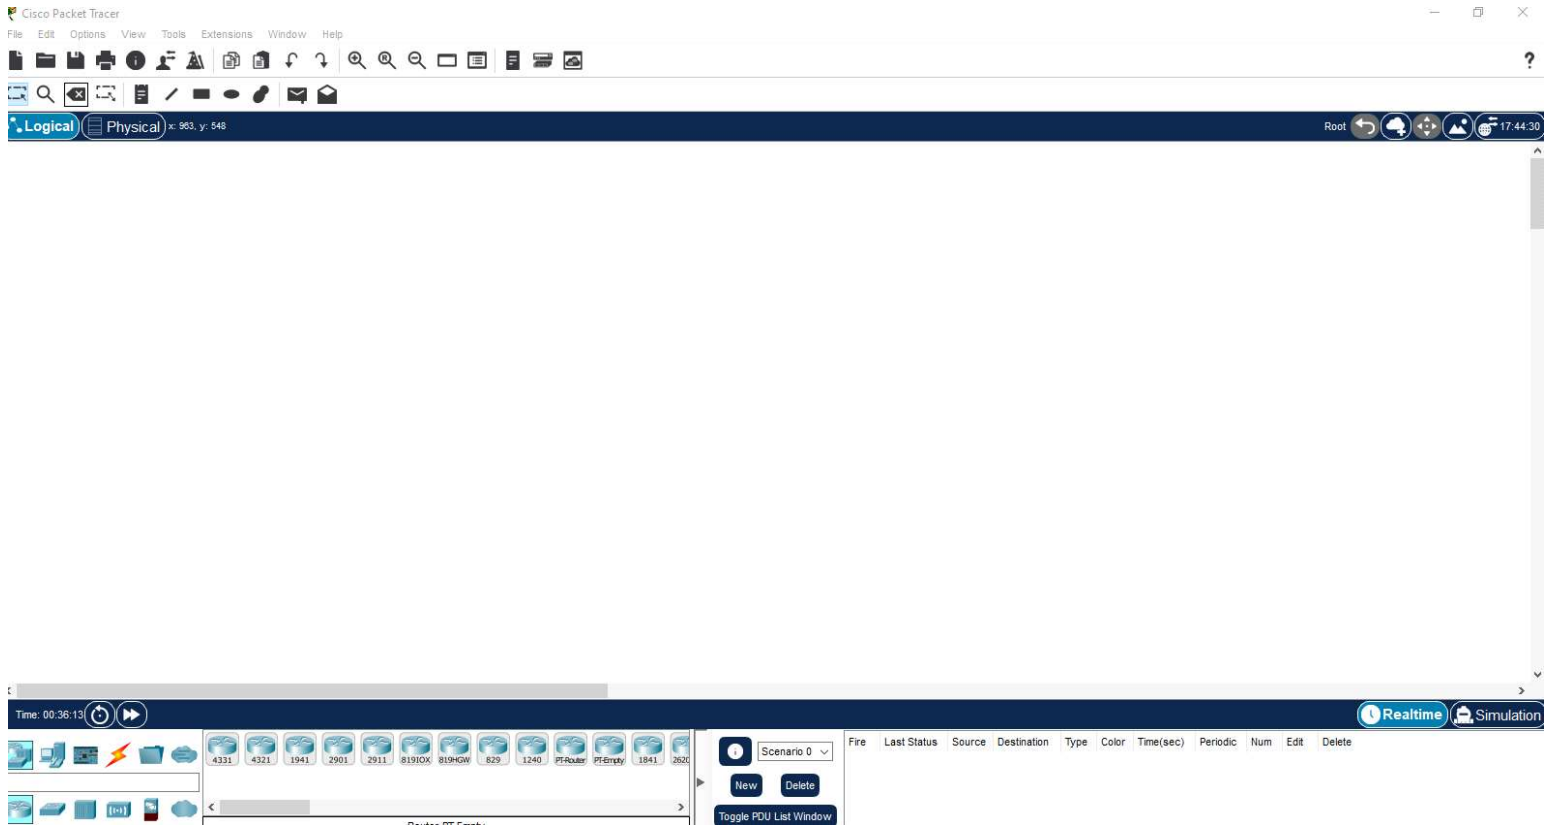 Cisco Packet Tracer
File Edit Options View Tools Extensions Window Help
?
Logical Physical x: 963, y: 548 Root 17:44:30
Time: 00:36:13 Realtime Simulation
4331 4321 1941 2901 2911 819IOX 819HGW 829 1240 PT-Router PT-Empty 1841 2620
Scenario 0
New Delete
Toggle PDU List Window
Fire Last Status Source Destination Type Color Time(sec) Periodic Num Edit Delete